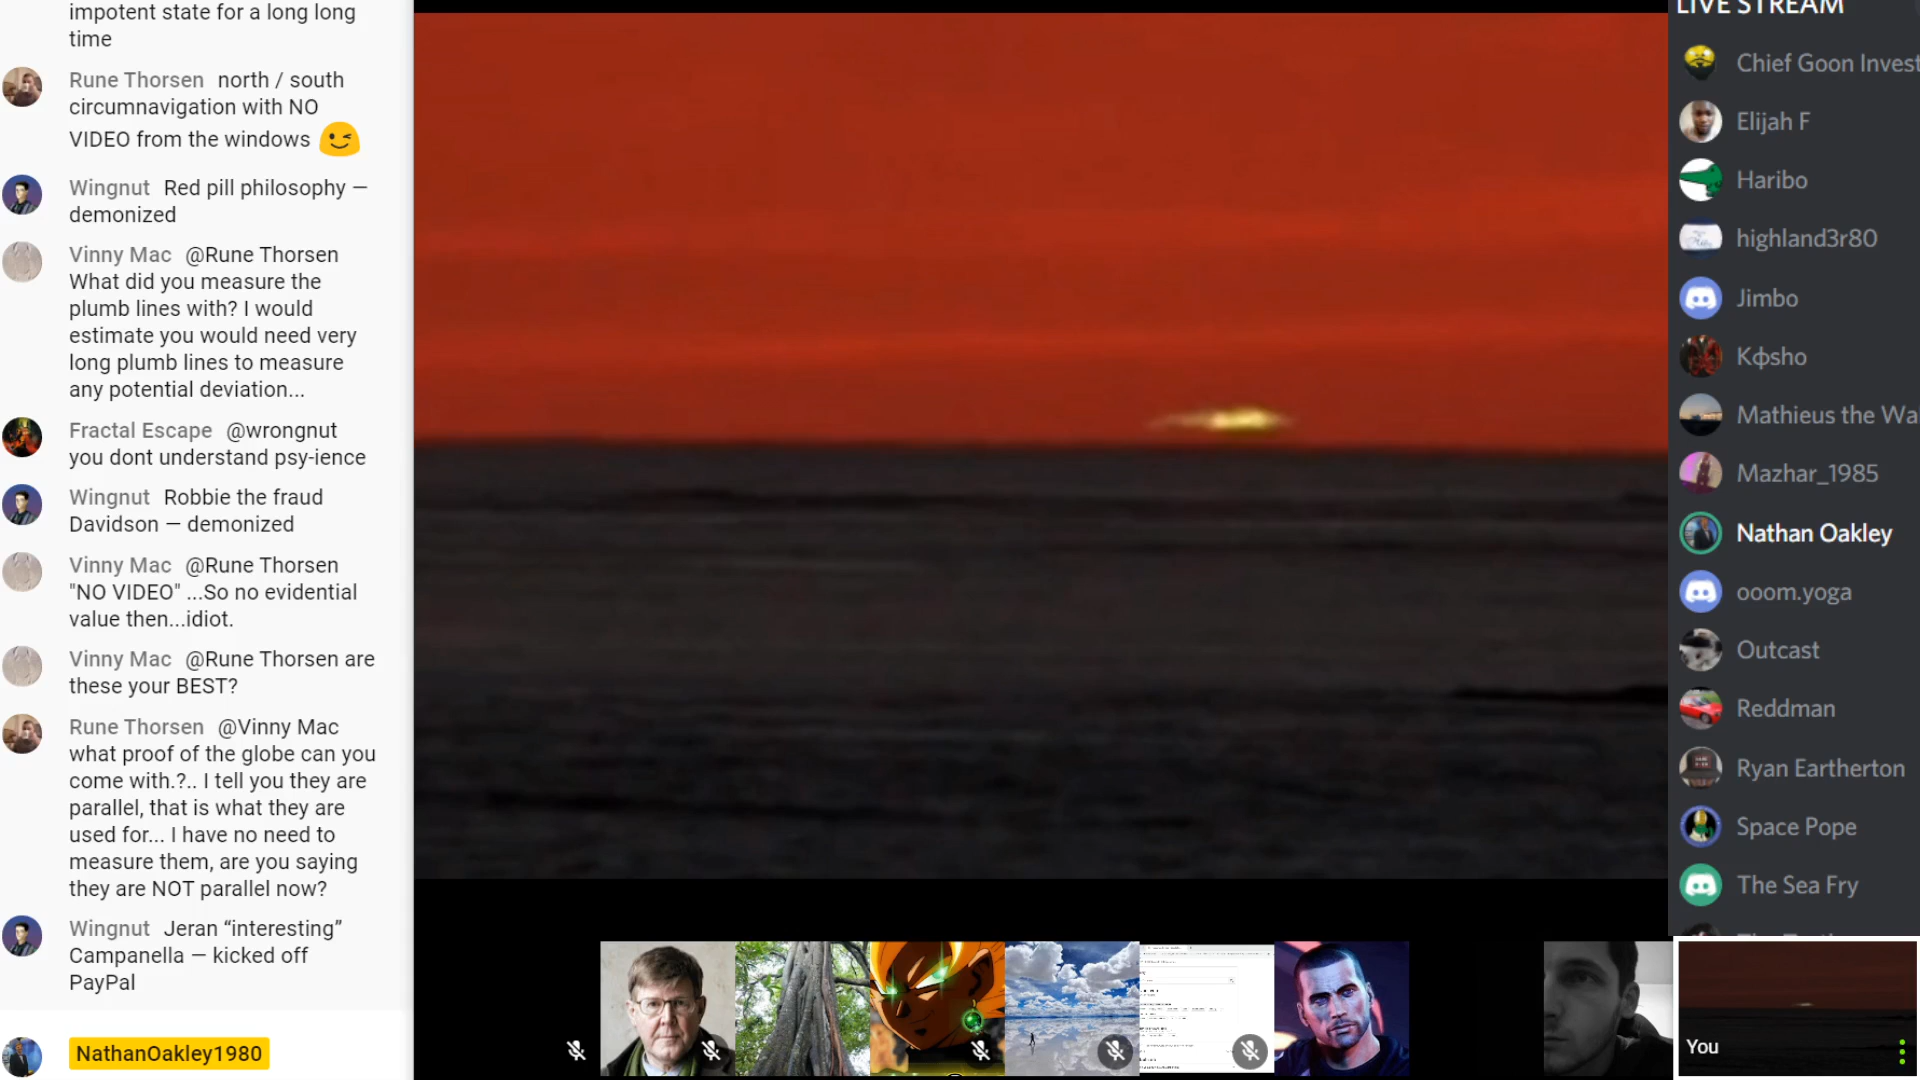 impotent state for a long long
time
Rune Thorsen north / south
circumnavigation with NO
VIDEO from the windows
Wingnut Red pill philosophy —
demonized
Vinny Mac @Rune Thorsen
What did you measure the
plumb lines with? I would
estimate you would need very
long plumb lines to measure
any potential deviation...
Fractal Escape @wrongnut
you dont understand psy-ience
Wingnut Robbie the fraud
Davidson — demonized
Vinny Mac @Rune Thorsen
"NO VIDEO" ...So no evidential
value then...idiot.
Vinny Mac @Rune Thorsen are
these your BEST?
Rune Thorsen @Vinny Mac
what proof of the globe can you
come with.?.. I tell you they are
parallel, that is what they are
used for... I have no need to
measure them, are you saying
they are NOT parallel now?
Wingnut Jeran “interesting”
Campanella — kicked off
PayPal
NathanOakley1980
LIVE STREAM
Chief Goon Invest
Elijah F
Haribo
highland3r80
Jimbo
Kɸsho
Mathieus the Wa
Mazhar_1985
Nathan Oakley
ooom.yoga
Outcast
Reddman
Ryan Eartherton
Space Pope
The Sea Fry
You